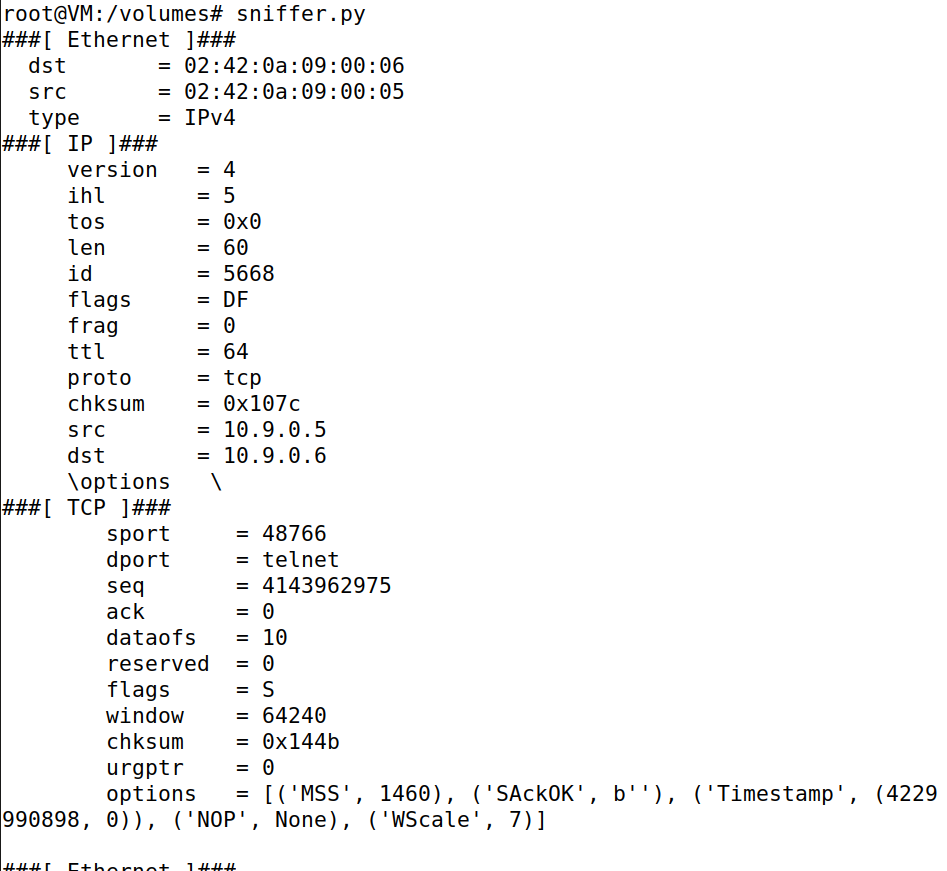 root@VM:/volumes# sniffer.py
###[ Ethernet ]###
  dst       = 02:42:0a:09:00:06
  src       = 02:42:0a:09:00:05
  type      = IPv4
###[ IP ]###
     version   = 4
     ihl       = 5
     tos       = 0x0
     len       = 60
     id        = 5668
     flags     = DF
     frag      = 0
     ttl       = 64
     proto     = tcp
     chksum    = 0x107c
     src       = 10.9.0.5
     dst       = 10.9.0.6
     \options   \
###[ TCP ]###
        sport     = 48766
        dport     = telnet
        seq       = 4143962975
        ack       = 0
        dataofs   = 10
        reserved  = 0
        flags     = S
        window    = 64240
        chksum    = 0x144b
        urgptr    = 0
        options   = [('MSS', 1460), ('SAckOK', b''), ('Timestamp', (4229
990898, 0)), ('NOP', None), ('WScale', 7)]

###[ Ethernet ]###